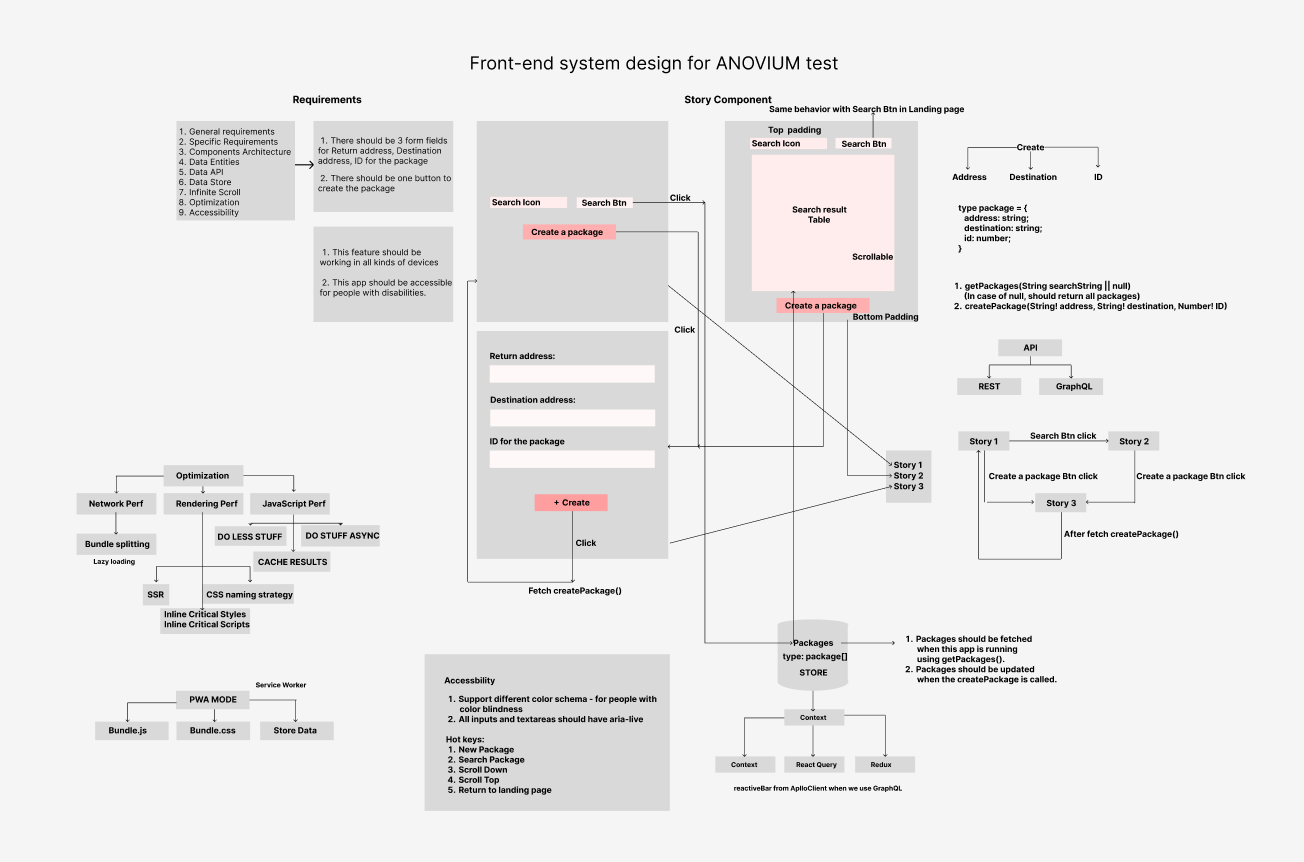 Front-end system design for ANOVIUM test
Requirements
1. General requirements
2. Specific Requirements
3. Components Architecture
4. Data Entities
5. Data API
6. Data Store
7. Infinite Scroll
8. Optimization
9. Accessibility
1. There should be 3 form fields
for Return address, Destination
address, ID for the package
2. There should be one button to
create the package
1. This feature should be
working in all kinds of devices
2. This app should be accessible
for people with disabilities.
Story Component
Same behavior with Search Btn in Landing page
Search Icon
Search Btn
Click
Create a package
Click
Return address:
Destination address:
ID for the package
+ Create
Click
Fetch createPackage()
Top padding
Search Icon
Search Btn
Search result
Table
Scrollable
Create a package
Bottom Padding
Story 1
Story 2
Story 3
Create
Address
Destination
ID
type package = {
address: string;
destination: string;
id: number;
}
1. getPackages(String searchString || null)
(In case of null, should return all packages)
2. createPackage(String! address, String! destination, Number! ID)
API
REST
GraphQL
Story 1
Search Btn click
Story 2
Create a package Btn click
Create a package Btn click
Story 3
After fetch createPackage()
Optimization
Network Perf
Rendering Perf
JavaScript Perf
Bundle splitting
Lazy loading
DO LESS STUFF
DO STUFF ASYNC
CACHE RESULTS
SSR
CSS naming strategy
Inline Critical Styles
Inline Critical Scripts
Service Worker
PWA MODE
Bundle.js
Bundle.css
Store Data
Accessbility
1. Support different color schema - for people with
color blindness
2. All inputs and textareas should have aria-live
Hot keys:
1. New Package
2. Search Package
3. Scroll Down
4. Scroll Top
5. Return to landing page
Packages
type: package[]
STORE
1. Packages should be fetched
when this app is running
using getPackages().
2. Packages should be updated
when the createPackage is called.
Context
Context
React Query
Redux
reactiveBar from AplloClient when we use GraphQL